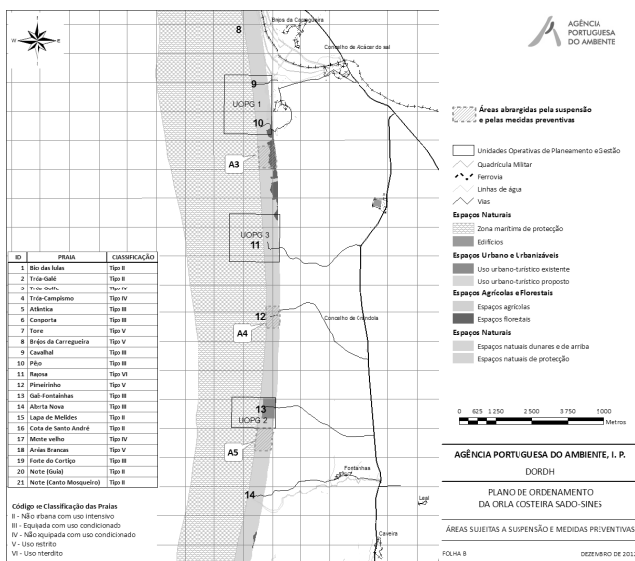 8
Brejos da Carregueira
Concelho de Alcácer do sal
9
UOPG 1
10
A3
UOPG 3
11
12
Concelho de Grândola
A4
13
UOPG 2
A5
Fontainhas
14
Leal
Caveira
W
E
ID PRAIA CLASSIFICAÇÃO
1 Bico das lulas Tipo II
2 Tróia-Galé Tipo II
4 Tróia-Campismo Tipo IV
5 Atlântica Tipo III
6 Comporta Tipo III
7 Torre Tipo V
8 Brejos da Carregueira Tipo V
9 Carvalhal Tipo III
10 Pêgo Tipo III
11 Raposa Tipo VI
12 Pinheirinho Tipo V
13 Galé-Fontainhas Tipo III
14 Aberta Nova Tipo III
15 Lapa de Melides Tipo II
16 Costa de Santo André Tipo II
17 Monte velho Tipo IV
18 Areias Brancas Tipo V
19 Fonte do Cortiço Tipo III
20 Norte (Guia) Tipo II
21 Norte (Canto Mosqueiro) Tipo II
Código de Classificação das Praias
II - Não urbana com uso intensivo
III - Equipada com uso condicionado
IV - Não equipada com uso condicionado
V - Uso restrito
VI - Uso interdito
AGÊNCIA
PORTUGUESA
DO AMBIENTE
Áreas abrangidas pela suspensão
e pelas medidas preventivas
Unidades Operativas de Planeamento e Gestão
Quadrícula Militar
Ferrovia
Linhas de água
Vias
Espaços Naturais
Zona marítima de protecção
Edifícios
Espaços Urbano e Urbanizáveis
Uso urbano-turístico existente
Uso urbano-turístico proposto
Espaços Agrícolas e Florestais
Espaços agrícolas
Espaços florestais
Espaços Naturais
Espaços naturais dunares e de arriba
Espaços naturais de protecção
0 625 1 250 2 500 3 750 5 000
Metros
AGÊNCIA PORTUGUESA DO AMBIENTE, I. P.
DORDH
PLANO DE ORDENAMENTO
DA ORLA COSTEIRA SADO-SINES
ÁREAS SUJEITAS A SUSPENSÃO E MEDIDAS PREVENTIVAS
FOLHA B DEZEMBRO DE 2012